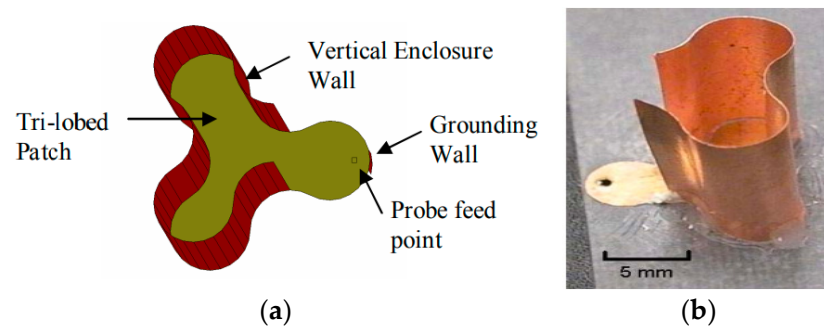 Vertical Enclosure
Wall
Tri-lobed
Patch
Grounding
Wall
Probe feed
point
5 mm
(a)
(b)